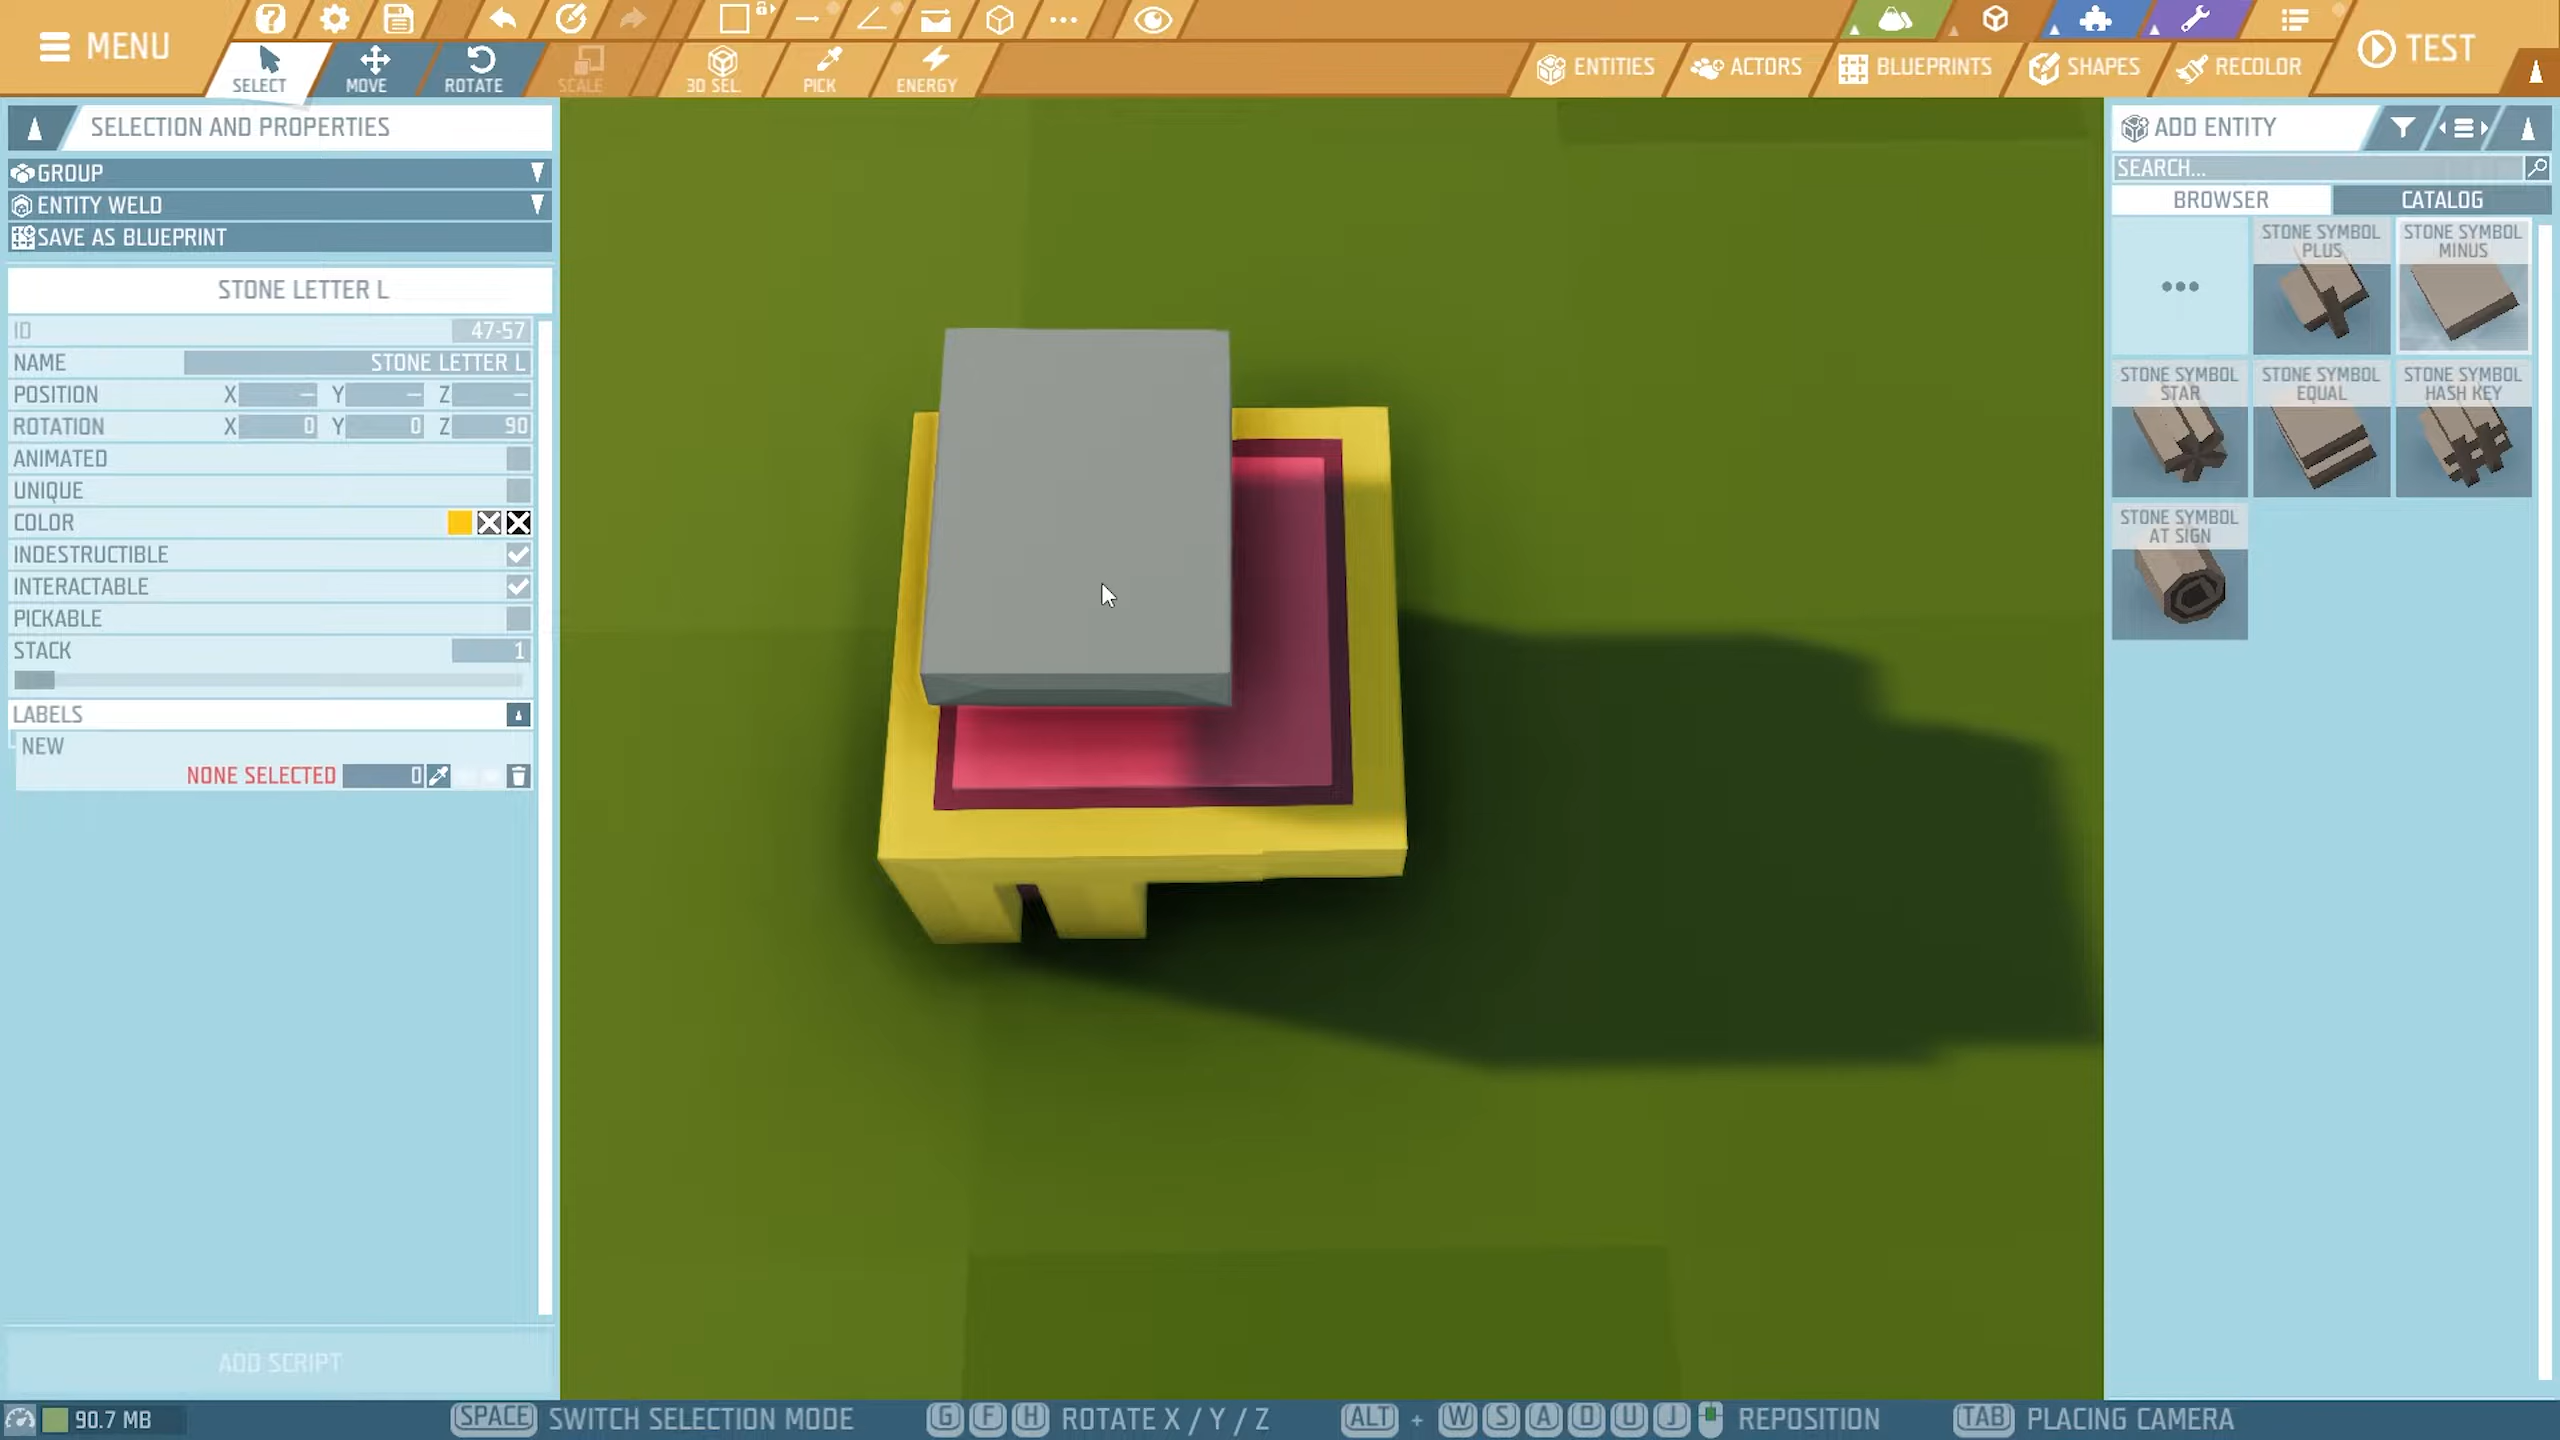 MENU
SELECT
MOVE
ROTATE
SCALE
3D SEL.
PICK
ENERGY
ENTITIES
ACTORS
BLUEPRINTS
SHAPES
RECOLOR
TEST
SELECTION AND PROPERTIES
GROUP
ENTITY WELD
SAVE AS BLUEPRINT
STONE LETTER L
ID 47-57
NAME STONE LETTER L
POSITION X – Y – Z –
ROTATION X 0 Y 0 Z 90
ANIMATED
UNIQUE
COLOR
INDESTRUCTIBLE
INTERACTABLE
PICKABLE
STACK 1
LABELS
NEW
NONE SELECTED 0
ADD SCRIPT
ADD ENTITY
SEARCH...
BROWSER
CATALOG
STONE SYMBOL
PLUS
STONE SYMBOL
MINUS
STONE SYMBOL
STAR
STONE SYMBOL
EQUAL
STONE SYMBOL
HASH KEY
STONE SYMBOL
AT SIGN
90.7 MB
SPACE SWITCH SELECTION MODE
G F H ROTATE X / Y / Z
ALT + W S A D U J REPOSITION
TAB PLACING CAMERA